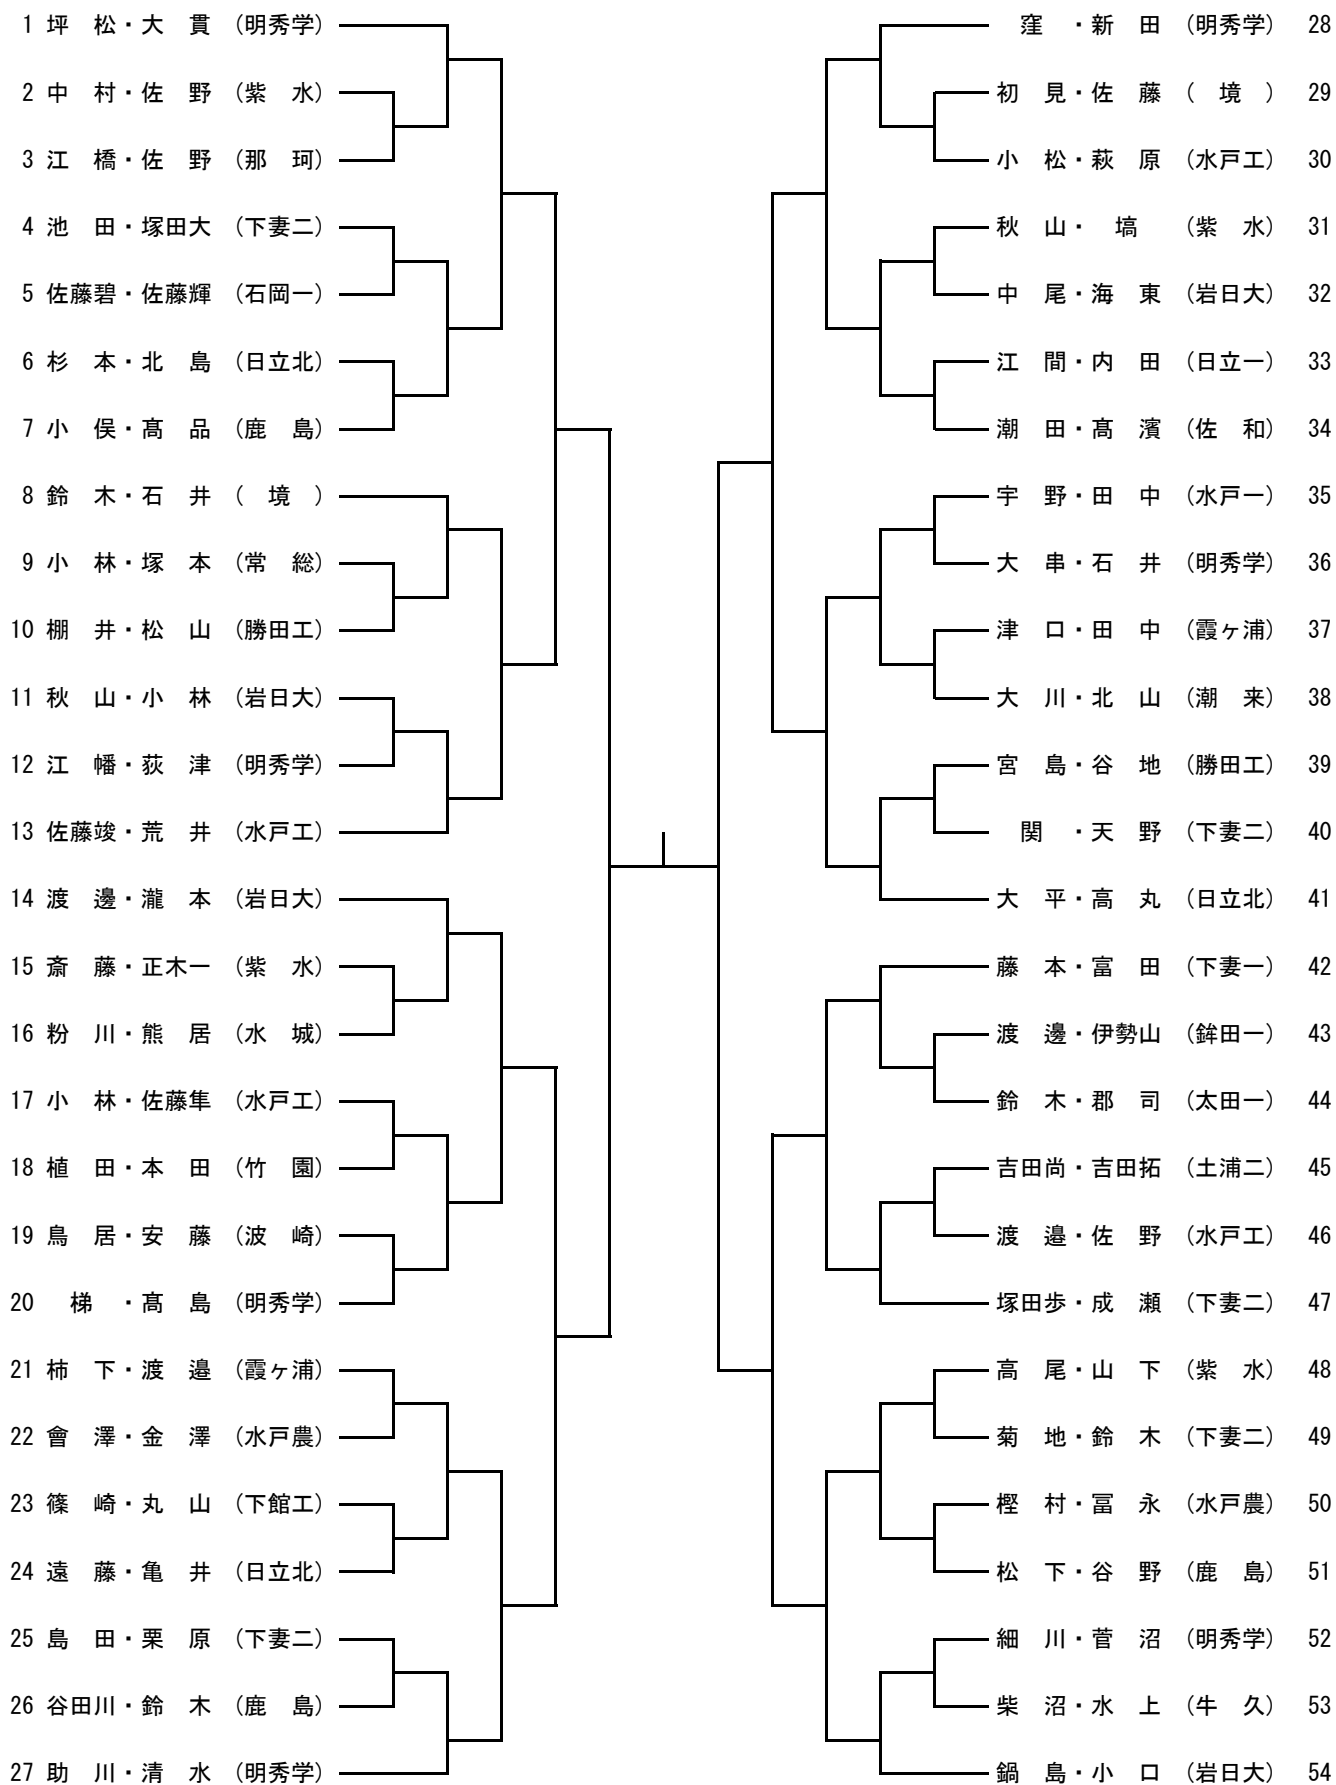 1 坪　松・大　貫　（明秀学）
2 中　村・佐　野　（紫　水）
3 江　橋・佐　野　（那　珂）
4 池　田・塚田大　（下妻二）
5 佐藤碧・佐藤輝　（石岡一）
6 杉　本・北　島　（日立北）
7 小　俣・髙　品　（鹿　島）
8 鈴　木・石　井　（　境　）
9 小　林・塚　本　（常　総）
10 棚　井・松　山　（勝田工）
11 秋　山・小　林　（岩日大）
12 江　幡・荻　津　（明秀学）
13 佐藤竣・荒　井　（水戸工）
14 渡　邊・瀧　本　（岩日大）
15 斎　藤・正木一　（紫　水）
16 粉　川・熊　居　（水　城）
17 小　林・佐藤隼　（水戸工）
18 植　田・本　田　（竹　園）
19 鳥　居・安　藤　（波　崎）
20 　梯　・髙　島　（明秀学）
21 柿　下・渡　邉　（霞ヶ浦）
22 會　澤・金　澤　（水戸農）
23 篠　崎・丸　山　（下館工）
24 遠　藤・亀　井　（日立北）
25 島　田・栗　原　（下妻二）
26 谷田川・鈴　木　（鹿　島）
27 助　川・清　水　（明秀学）
　窪　・新　田　（明秀学）　28
初　見・佐　藤　（　境　）　29
小　松・萩　原　（水戸工）　30
秋　山・　塙　　（紫　水）　31
中　尾・海　東　（岩日大）　32
江　間・内　田　（日立一）　33
潮　田・髙　濱　（佐　和）　34
宇　野・田　中　（水戸一）　35
大　串・石　井　（明秀学）　36
津　口・田　中　（霞ヶ浦）　37
大　川・北　山　（潮　来）　38
宮　島・谷　地　（勝田工）　39
　関　・天　野　（下妻二）　40
大　平・高　丸　（日立北）　41
藤　本・富　田　（下妻一）　42
渡　邊・伊勢山　（鉾田一）　43
鈴　木・郡　司　（太田一）　44
吉田尚・吉田拓　（土浦二）　45
渡　邉・佐　野　（水戸工）　46
塚田歩・成　瀬　（下妻二）　47
高　尾・山　下　（紫　水）　48
菊　地・鈴　木　（下妻二）　49
樫　村・冨　永　（水戸農）　50
松　下・谷　野　（鹿　島）　51
細　川・菅　沼　（明秀学）　52
柴　沼・水　上　（牛　久）　53
鍋　島・小　口　（岩日大）　54